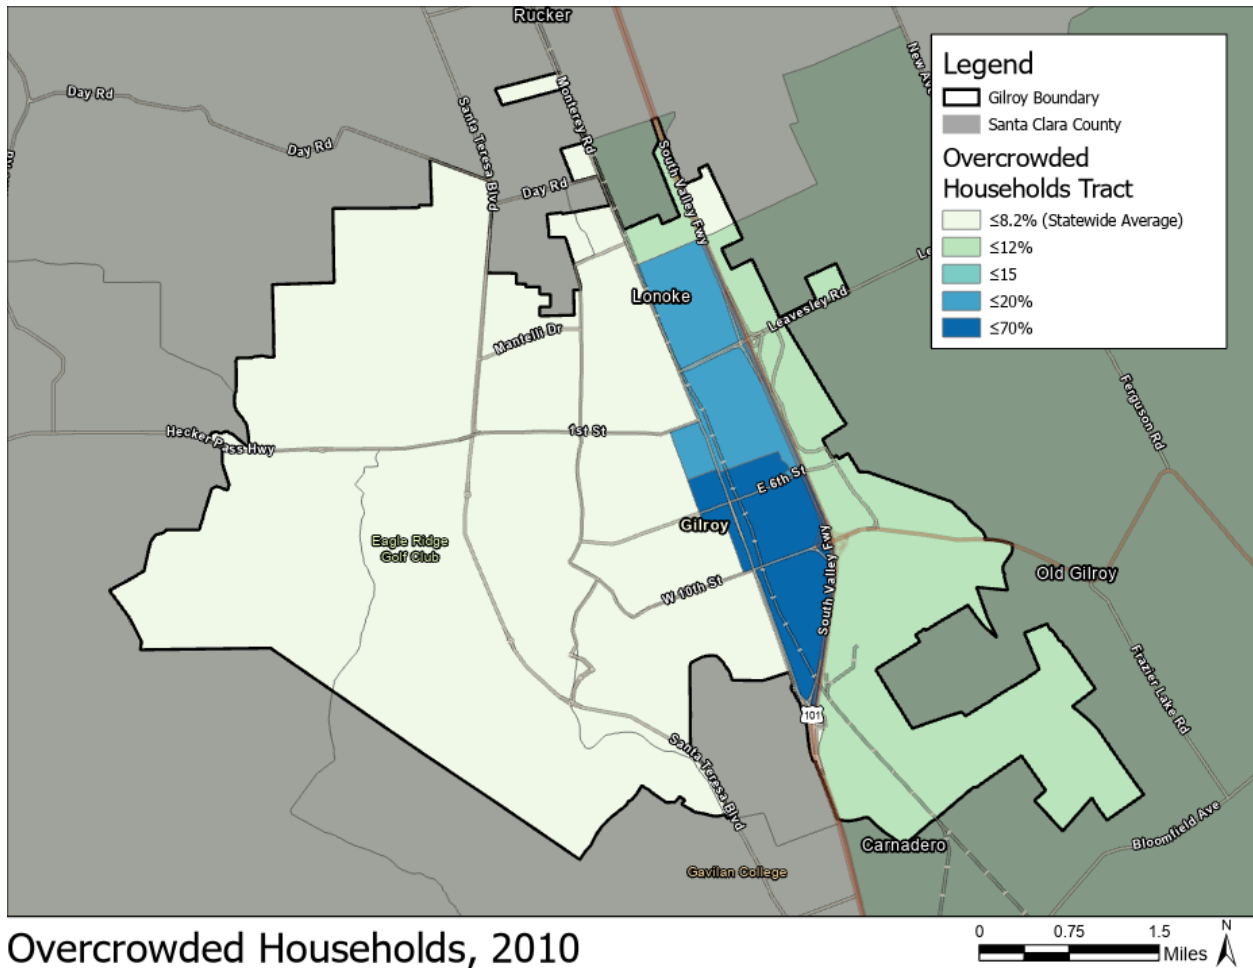 Rucker
Day Rd
Day Rd
Santa Teresa Blvd
Monterey Rd
Day Rd
South Valley Fwy
New Ave
Legend
Gilroy Boundary
Santa Clara County
Overcrowded
Households Tract
≤8.2% (Statewide Average)
≤12%
≤15
≤20%
≤70%
Lonoke
Leavesley Rd
Mantelli Dr
Hecker Pass Hwy
1st St
Ferguson Rd
E 6th St
Gilroy
Eagle Ridge
Golf Club
W 10th St
South Valley Fwy
Old Gilroy
Frazier Lake Rd
101
Santa Teresa Blvd
Carnadero
Bloomfield Ave
Gavilan College
Overcrowded Households, 2010
0 0.75 1.5
Miles
N